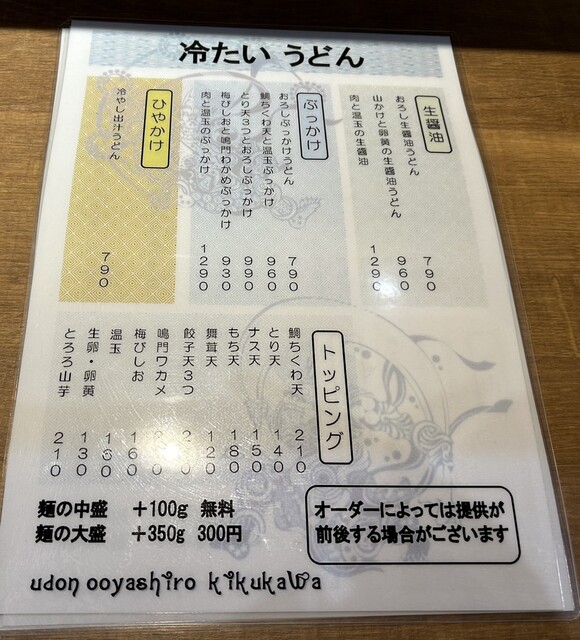 冷たい うどん
生醤油
おろし生醤油うどん 790
山かけと卵黄の生醤油うどん 960
肉と温玉の生醤油 1290
ぶっかけ
おろしぶっかけうどん 790
鯛ちくわ天と温玉ぶっかけ 960
とり天3つとおろしぶっかけ 990
梅びしおと鳴門わかめぶっかけ 930
肉と温玉のぶっかけ 1290
ひやかけ
冷やし出汁うどん 790
トッピング
鯛ちくわ天 210
とり天 140
ナス天 150
もち天 180
舞茸天 120
餃子天3つ
鳴門ワカメ
梅びしお 160
温玉 160
生卵・卵黄 130
とろろ山芋 210
麺の中盛 +100g 無料
麺の大盛 +350g 300円
オーダーによっては提供が
前後する場合がございます
udon ooyashiro kikukawa